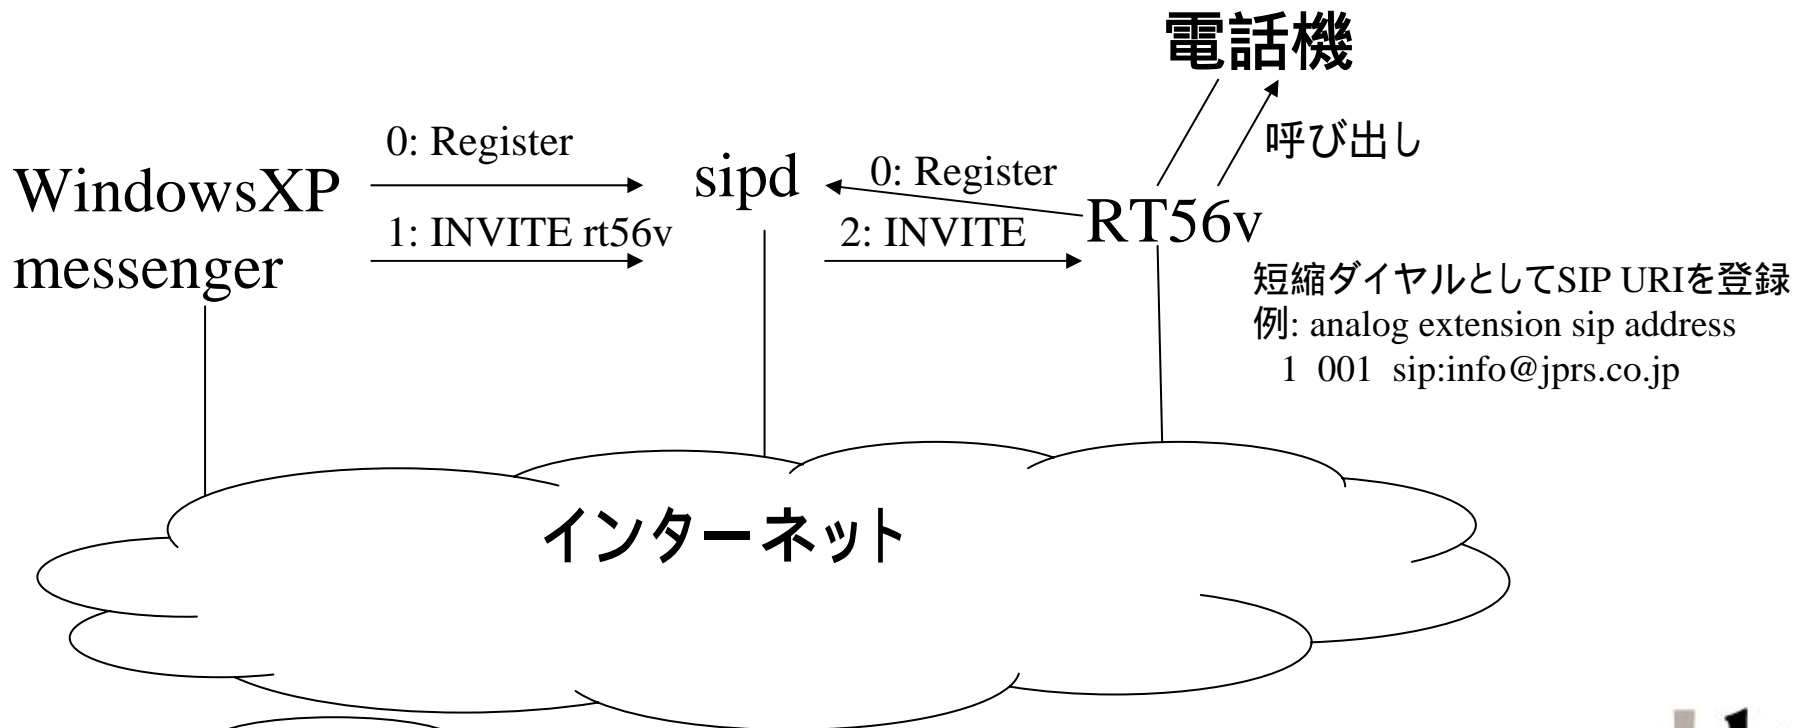 電話機
呼び出し
0: Register
WindowsXP
messenger
1: INVITE rt56v
sipd
0: Register
2: INVITE
RT56v
短縮ダイヤルとしてSIP URIを登録
例: analog extension sip address
1 001 sip:info@jprs.co.jp
インターネット